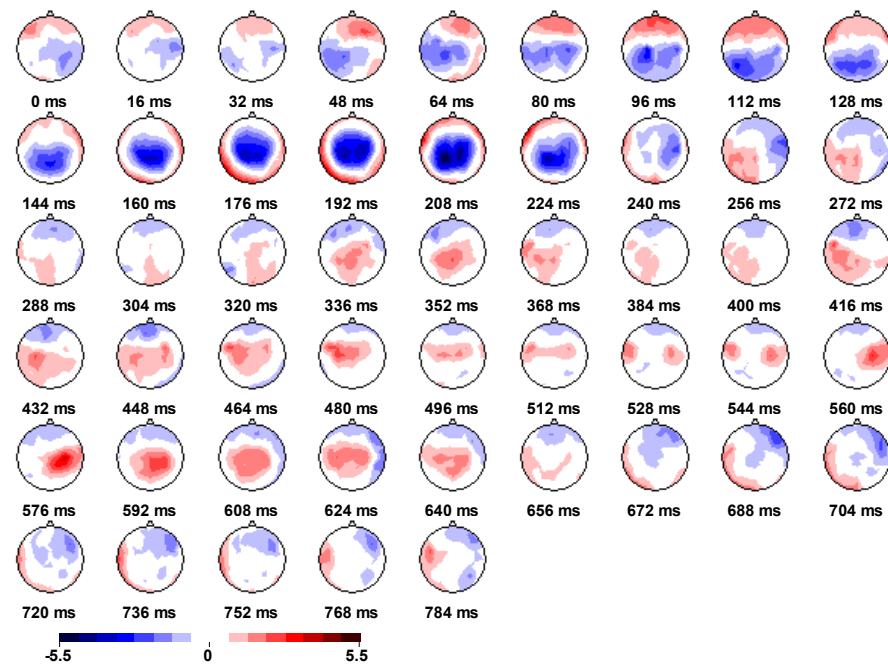 0 ms 16 ms 32 ms 48 ms 64 ms 80 ms 96 ms 112 ms 128 ms
144 ms 160 ms 176 ms 192 ms 208 ms 224 ms 240 ms 256 ms 272 ms
288 ms 304 ms 320 ms 336 ms 352 ms 368 ms 384 ms 400 ms 416 ms
432 ms 448 ms 464 ms 480 ms 496 ms 512 ms 528 ms 544 ms 560 ms
576 ms 592 ms 608 ms 624 ms 640 ms 656 ms 672 ms 688 ms 704 ms
720 ms 736 ms 752 ms 768 ms 784 ms
-5.5 0 5.5